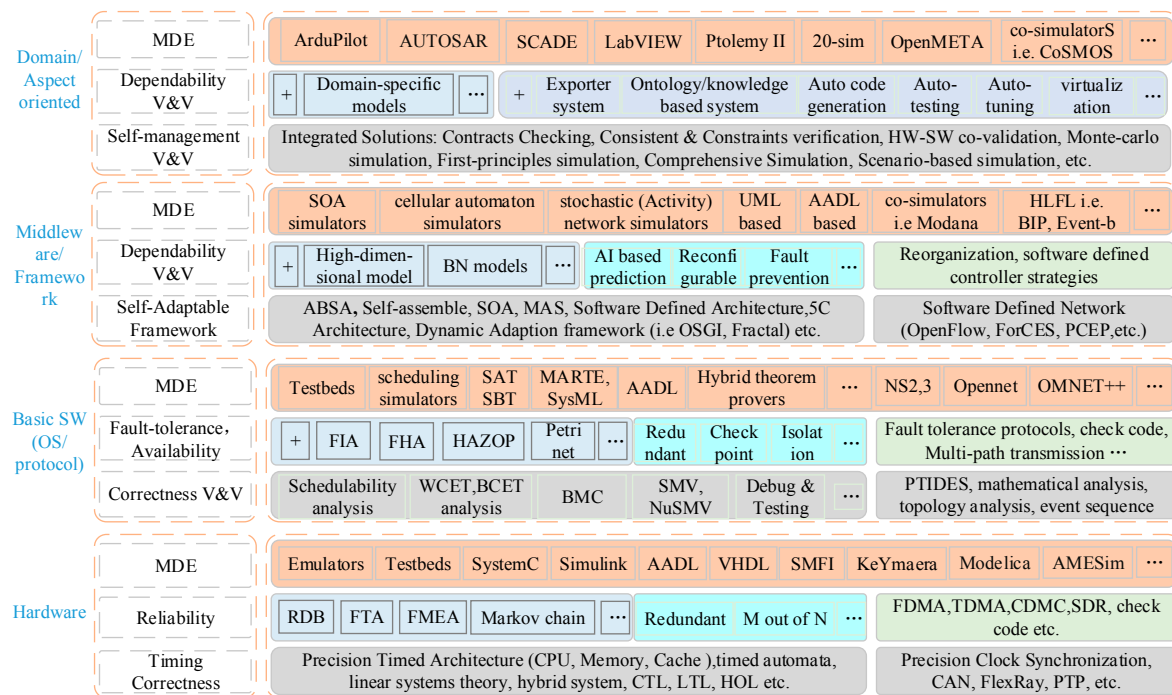 Domain/
Aspect
oriented
MDE
ArduPilot
AUTOSAR
SCADE
LabVIEW
Ptolemy II
20-sim
OpenMETA
co-simulatorS
i.e. CoSMOS
...
Dependability
V&V
+
Domain-specific
models
...
+
Exporter
system
Ontology/knowledge
based system
Auto code
generation
Auto-
testing
Auto-
tuning
virtualiz
ation
...
Self-management
V&V
Integrated Solutions: Contracts Checking, Consistent & Constraints verification, HW-SW co-validation, Monte-carlo
simulation, First-principles simulation, Comprehensive Simulation, Scenario-based simulation, etc.
Middlew
are/
Framewo
rk
MDE
SOA
simulators
cellular automaton
simulators
stochastic (Activity)
network simulators
UML
based
AADL
based
co-simulators
i.e Modana
HLFL i.e.
BIP, Event-b
...
Dependability
V&V
+
High-dimen-
sional model
BN models
...
AI based
prediction
Reconfi
gurable
Fault
prevention
...
Reorganization, software defined
controller strategies
Self-Adaptable
Framework
ABSA, Self-assemble, SOA, MAS, Software Defined Architecture,5C
Architecture, Dynamic Adaption framework (i.e OSGI, Fractal) etc.
Software Defined Network
(OpenFlow, ForCES, PCEP,etc.)
Basic SW
(OS/
protocol)
MDE
Testbeds
scheduling
simulators
SAT
SBT
MARTE,
SysML
AADL
Hybrid theorem
provers
...
NS2,3
Opennet
OMNET++
...
Fault-tolerance,
Availability
+
FIA
FHA
HAZOP
Petri
net
...
Redu
ndant
Check
point
Isolat
ion
...
Fault tolerance protocols, check code,
Multi-path transmission ...
Correctness V&V
Schedulability
analysis
WCET,BCET
analysis
BMC
SMV,
NuSMV
Debug &
Testing
...
PTIDES, mathematical analysis,
topology analysis, event sequence
Hardware
MDE
Emulators
Testbeds
SystemC
Simulink
AADL
VHDL
SMFI
KeYmaera
Modelica
AMESim
...
Reliability
RDB
FTA
FMEA
Markov chain
...
Redundant
M out of N
...
FDMA,TDMA,CDMC,SDR, check
code etc.
Timing
Correctness
Precision Timed Architecture (CPU, Memory, Cache ),timed automata,
linear systems theory, hybrid system, CTL, LTL, HOL etc.
Precision Clock Synchronization,
CAN, FlexRay, PTP, etc.